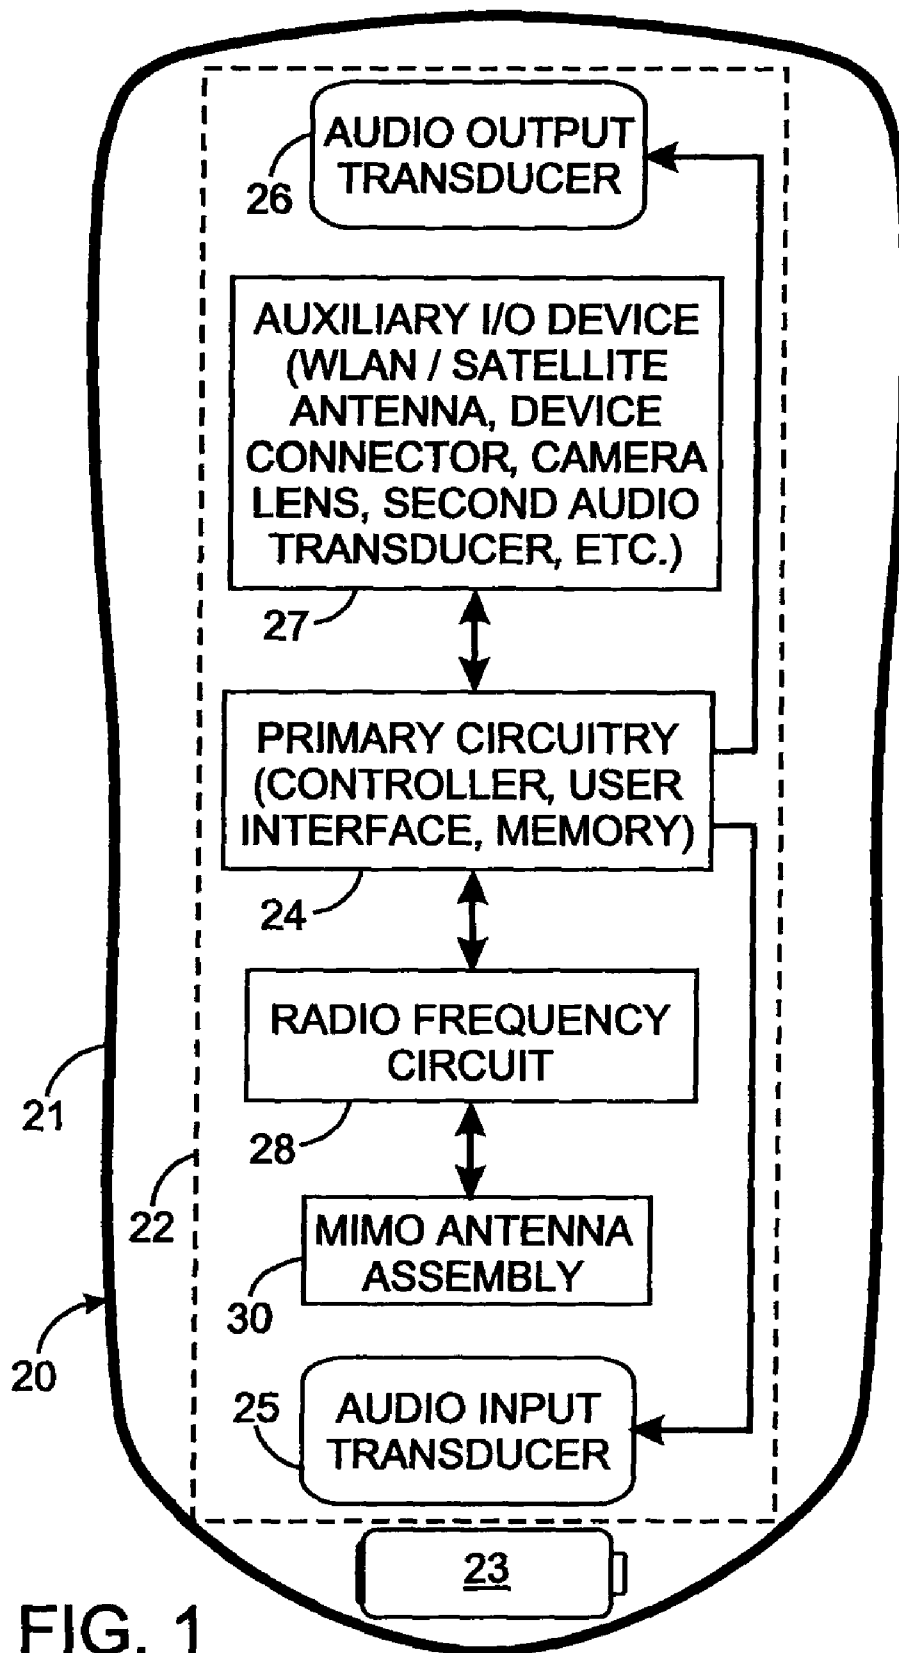 AUDIO OUTPUT
TRANSDUCER
26
AUXILIARY I/O DEVICE
(WLAN / SATELLITE
ANTENNA, DEVICE
CONNECTOR, CAMERA
LENS, SECOND AUDIO
TRANSDUCER, ETC.)
27
PRIMARY CIRCUITRY
(CONTROLLER, USER
INTERFACE, MEMORY)
24
RADIO FREQUENCY
CIRCUIT
21
28
22
MIMO ANTENNA
ASSEMBLY
30
20
25
AUDIO INPUT
TRANSDUCER
23
FIG. 1